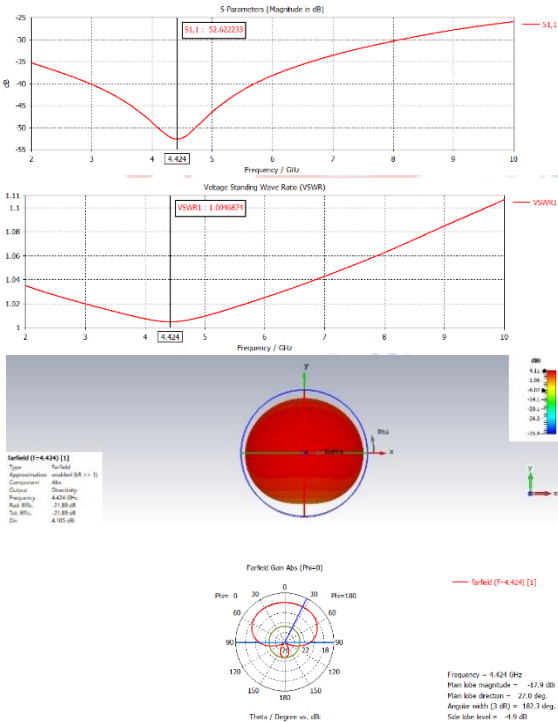 S-Parameters [Magnitude in dB]
-25
-30
-35
-40
-45
-50
-55
dB
S1,1 : -52.622233
S1,1
2 3 4 4.424 5 6 7 8 9 10
Frequency / GHz
Voltage Standing Wave Ratio (VSWR)
1.11
1.1
1.08
1.06
1.04
1.02
1
VSWR1 : 1.0046874
VSWR1
2 3 4 4.424 5 6 7 8 9 10
Frequency / GHz
y
Phi
x
dBi
4.11
farfield (f=4.424) [1]
Type Farfield
Approximation enabled (kR >> 1)
Component Abs
Output Directivity
Frequency 4.424 GHz
Rad. Effic. -21.89 dB
Tot. Effic. -21.89 dB
Dir. 4.105 dBi
y
x
Farfield Gain Abs (Phi=0)
Phi= 0 30 0 30 Phi=180
60 60
90 -26 -22 -18 90
120 120
150 180 150
Theta / Degree vs. dBi
farfield (f=4.424) [1]
Frequency = 4.424 GHz
Main lobe magnitude = -17.9 dBi
Main lobe direction = 27.0 deg.
Angular width (3 dB) = 182.3 deg.
Side lobe level = -4.9 dB